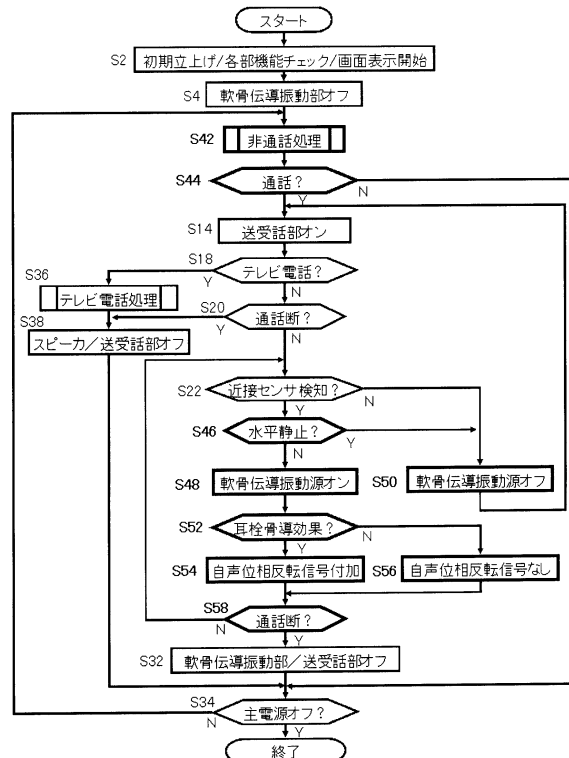 スタート
S2
初期立上げ/各部機能チェック/画面表示開始
S4
軟骨伝導振動部オフ
S42
非通話処理
S44
通話?
N
Y
S14
送受話部オン
S18
テレビ電話?
Y
N
S36
テレビ電話処理
S20
通話断?
Y
N
S38
スピーカ/送受話部オフ
S22
近接センサ検知?
N
Y
S46
水平静止?
Y
N
S48
軟骨伝導振動源オン
S50
軟骨伝導振動源オフ
S52
耳栓骨導効果?
N
Y
S54
自声位相反転信号付加
S56
自声位相反転信号なし
S58
通話断?
N
Y
S32
軟骨伝導振動部/送受話部オフ
S34
主電源オフ?
N
Y
終了